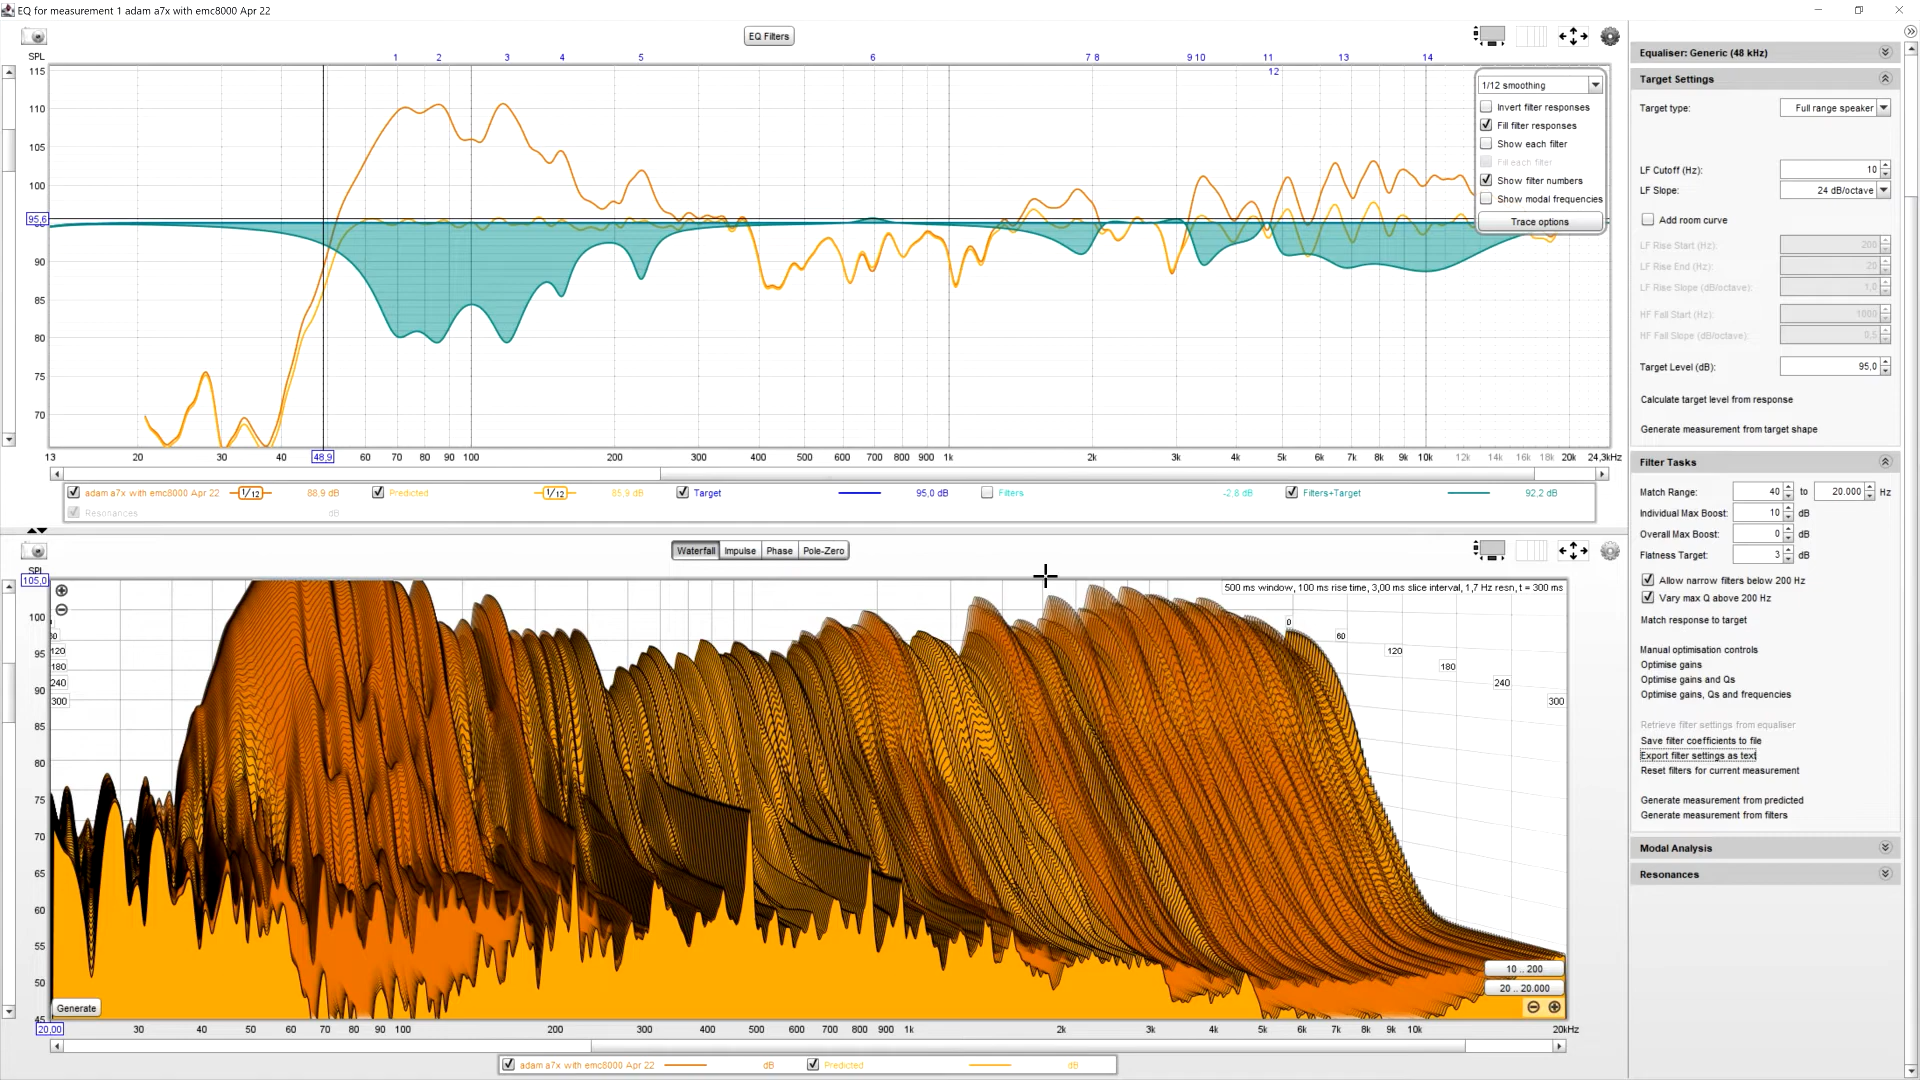 EQ for measurement 1 adam a7x with emc8000 Apr 22
EQ Filters
SPL
1 2 3 4 5 6 7 8 9 10 11 12 13 14
115
110
105
100
95,6
90
85
80
75
70
13 20 30 40 48,9 60 70 80 90 100 200 300 400 500 600 700 800 900 1k 2k 3k 4k 5k 6k 7k 8k 9k 10k 12k 14k 16k 18k 20k 24,3kHz
1/12 smoothing
Invert filter responses
Fill filter responses
Show each filter
Fill each filter
Show filter numbers
Show modal frequencies
Trace options
adam a7x with emc8000 Apr 22 1/12 88,9 dB Predicted 1/12 85,9 dB Target 95,0 dB Filters -2,8 dB Filters+Target 92,2 dB
Resonances dB
Waterfall Impulse Phase Pole-Zero
SPL
105,0
100
95
90
85
80
75
70
65
60
55
50
45
120
180
240
300
500 ms window, 100 ms rise time, 3,00 ms slice interval, 1,7 Hz resn, t = 300 ms
0
60
120
180
240
300
10 .. 200
20 .. 20.000
Generate
20,00 30 40 50 60 70 80 90 100 200 300 400 500 600 700 800 900 1k 2k 3k 4k 5k 6k 7k 8k 9k 10k 20kHz
adam a7x with emc8000 Apr 22 dB Predicted dB
Equaliser: Generic (48 kHz)
Target Settings
Target type: Full range speaker
LF Cutoff (Hz): 10
LF Slope: 24 dB/octave
Add room curve
LF Rise Start (Hz): 200
LF Rise End (Hz): 20
LF Rise Slope (dB/octave): 1,0
HF Fall Start (Hz): 1000
HF Fall Slope (dB/octave): 0,5
Target Level (dB): 95,0
Calculate target level from response
Generate measurement from target shape
Filter Tasks
Match Range: 40 to 20.000 Hz
Individual Max Boost: 10 dB
Overall Max Boost: 0 dB
Flatness Target: 3 dB
Allow narrow filters below 200 Hz
Vary max Q above 200 Hz
Match response to target
Manual optimisation controls
Optimise gains
Optimise gains and Qs
Optimise gains, Qs and frequencies
Retrieve filter settings from equaliser
Save filter coefficients to file
Export filter settings as text
Reset filters for current measurement
Generate measurement from predicted
Generate measurement from filters
Modal Analysis
Resonances